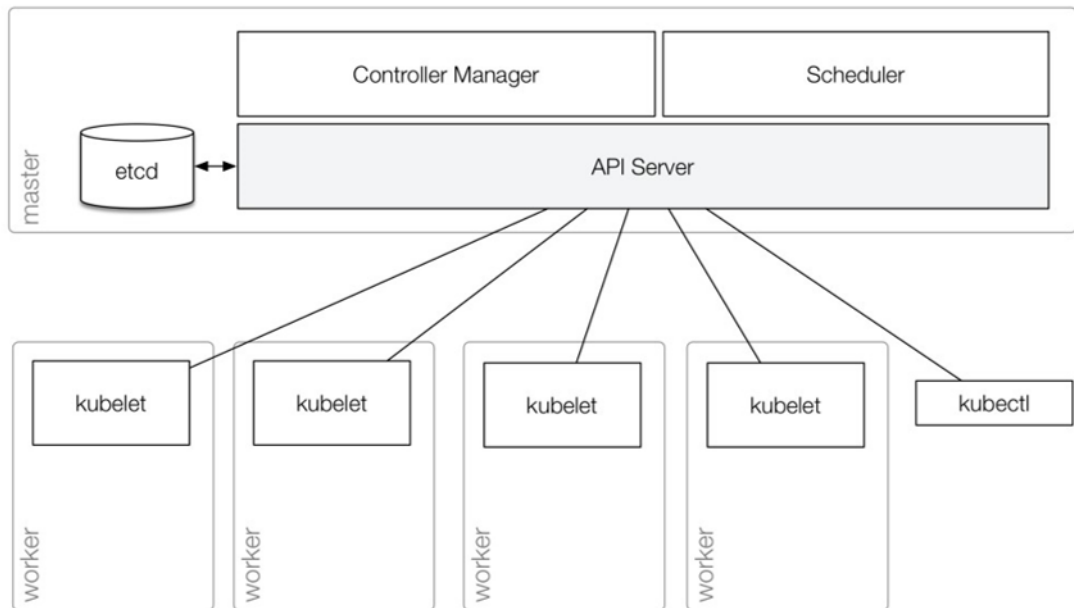 Controller Manager
Scheduler
etcd
API Server
master
kubelet
kubelet
kubelet
kubelet
kubectl
worker
worker
worker
worker